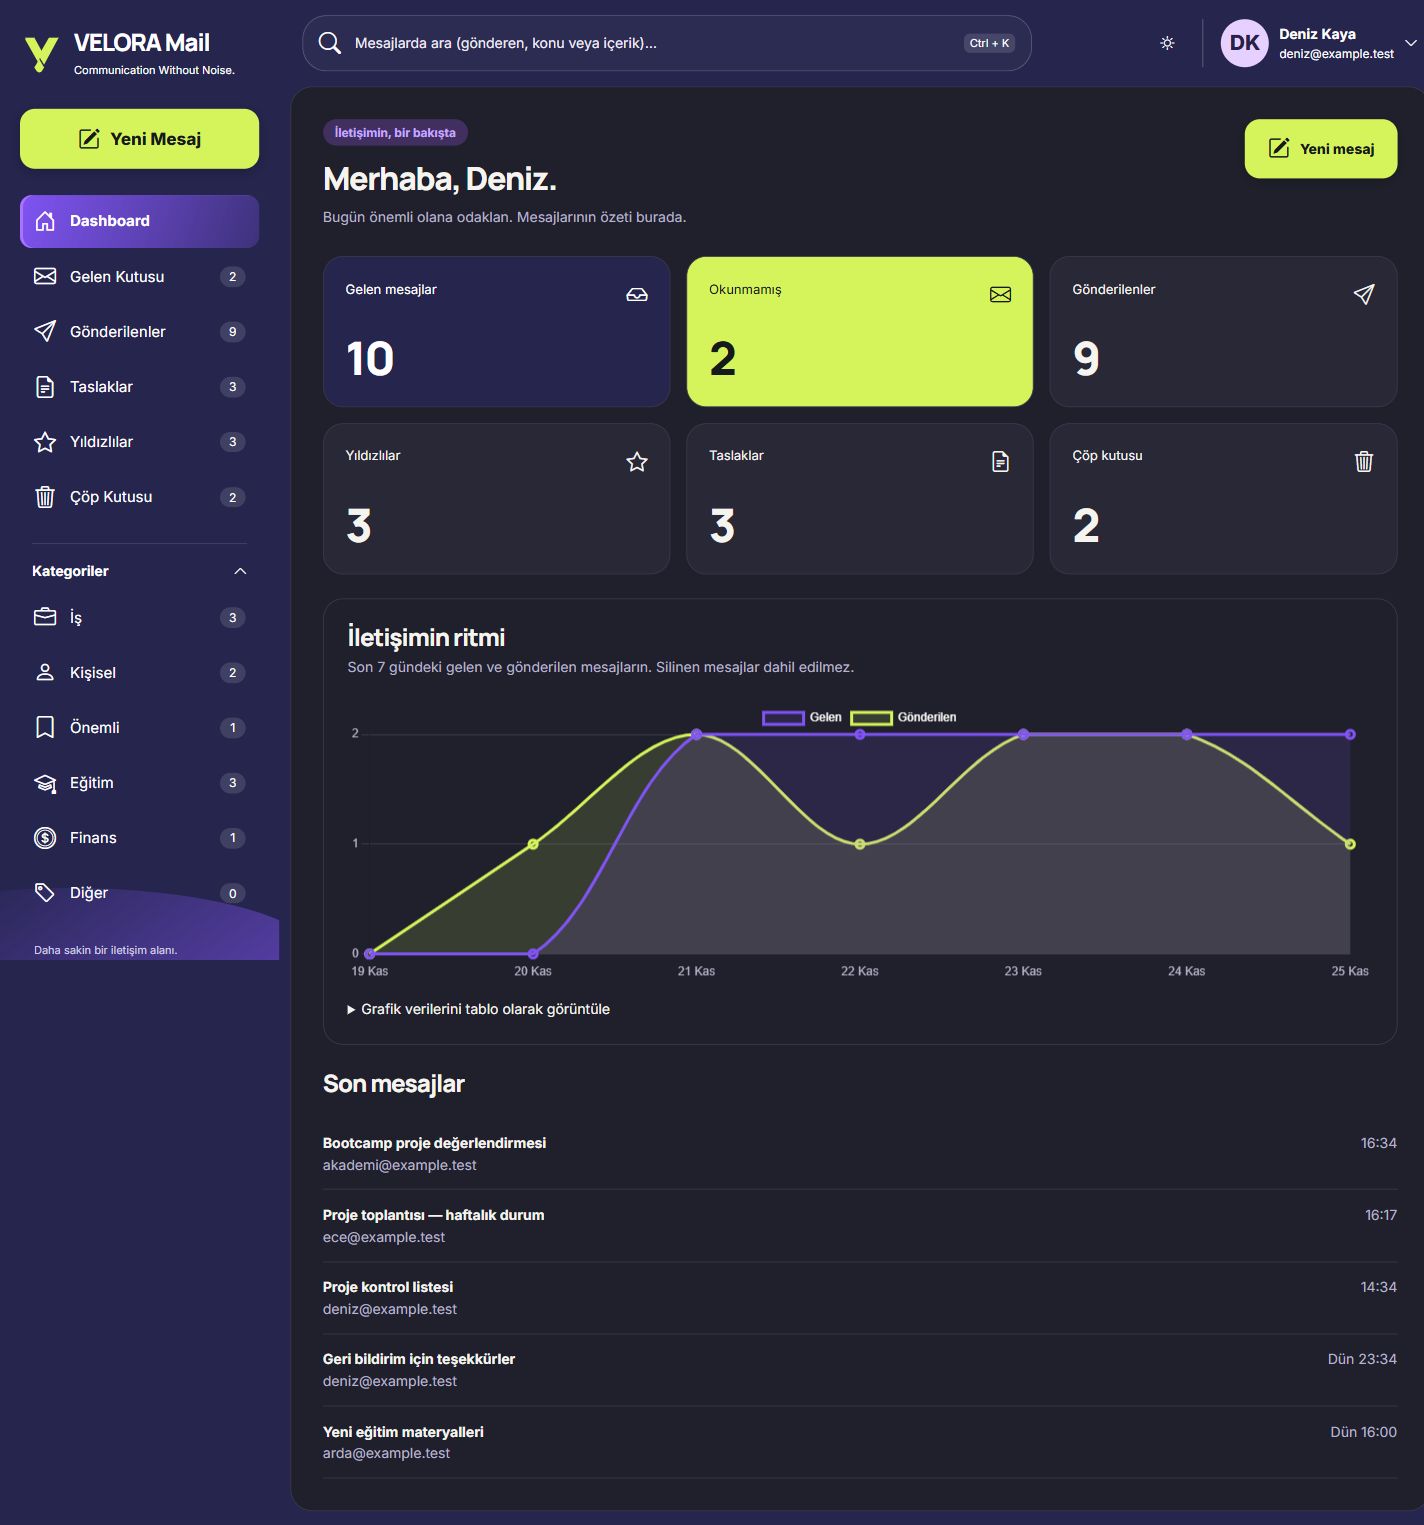 VELORA Mail
Communication Without Noise.
Mesajlarda ara (gönderen, konu veya içerik)...
Ctrl + K
DK
Deniz Kaya
deniz@example.test
Yeni Mesaj
Dashboard
Gelen Kutusu 2
Gönderilenler 9
Taslaklar 3
Yıldızlılar 3
Çöp Kutusu 2
Kategoriler
İş 3
Kişisel 2
Önemli 1
Eğitim 3
Finans 1
Diğer 0
Daha sakin bir iletişim alanı.
İletişimin, bir bakışta
Merhaba, Deniz.
Bugün önemli olana odaklan. Mesajlarının özeti burada.
Yeni mesaj
Gelen mesajlar
10
Okunmamış
2
Gönderilenler
9
Yıldızlılar
3
Taslaklar
3
Çöp kutusu
2
İletişimin ritmi
Son 7 gündeki gelen ve gönderilen mesajların. Silinen mesajlar dahil edilmez.
Gelen Gönderilen
2
1
0
19 Kas 20 Kas 21 Kas 22 Kas 23 Kas 24 Kas 25 Kas
Grafik verilerini tablo olarak görüntüle
Son mesajlar
Bootcamp proje değerlendirmesi 16:34
akademi@example.test
Proje toplantısı — haftalık durum 16:17
ece@example.test
Proje kontrol listesi 14:34
deniz@example.test
Geri bildirim için teşekkürler Dün 23:34
deniz@example.test
Yeni eğitim materyalleri Dün 16:00
arda@example.test